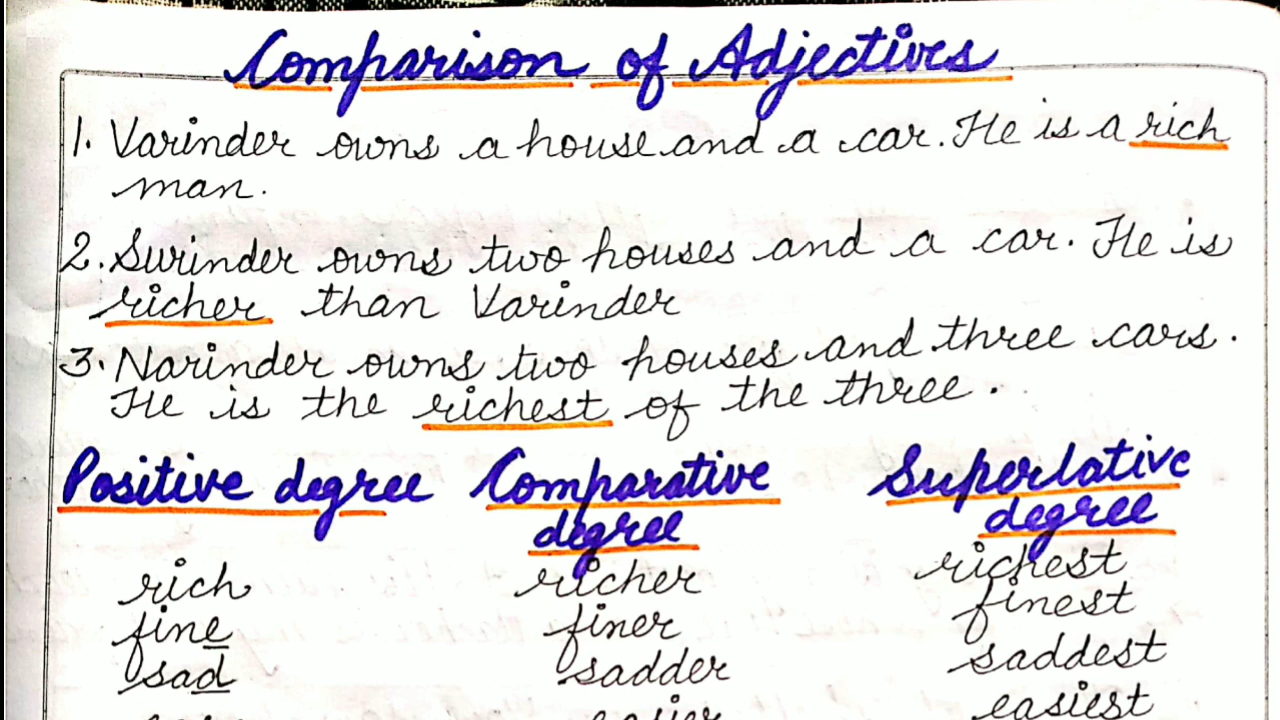 Comparison of Adjectives
1. Varinder owns a house and a car. He is a rich
man.
2. Surinder owns two houses and a car. He is
richer than Varinder
3. Narinder owns two houses and three cars.
He is the richest of the three.
Positive degree Comparative Superlative
degree degree
rich richer richest
fine finer finest
sad sadder saddest
easier easiest